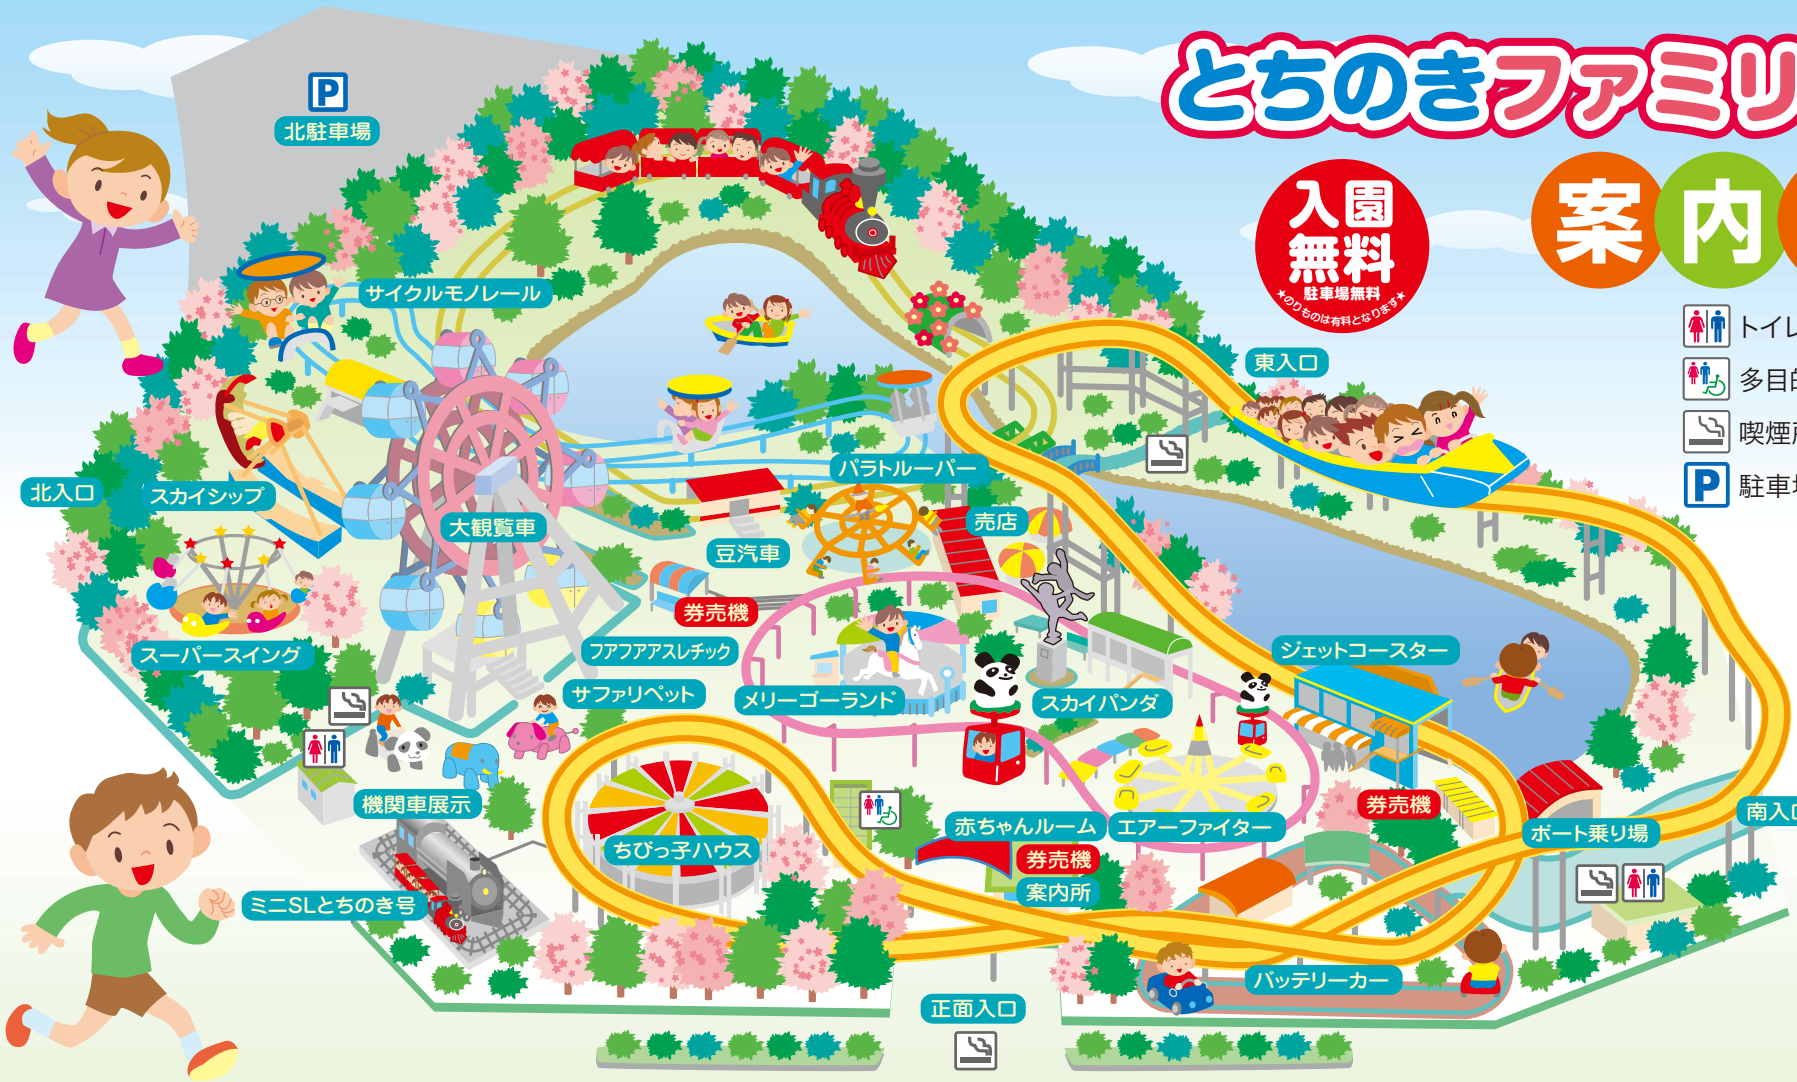 とちのきファミリ
案内
入園
無料
駐車場無料
★のりものは有料となります★
P
北駐車場
トイレ
多目的
喫煙所
P
駐車場
サイクルモノレール
東入口
北入口
スカイシップ
パラトルーパー
大観覧車
売店
豆汽車
券売機
スーパースイング
フアフアアスレチック
ジェットコースター
サファリペット
メリーゴーランド
スカイパンダ
機関車展示
券売機
南入口
赤ちゃんルーム
エアーファイター
ボート乗り場
ちびっ子ハウス
券売機
案内所
ミニSLとちのき号
バッテリーカー
正面入口